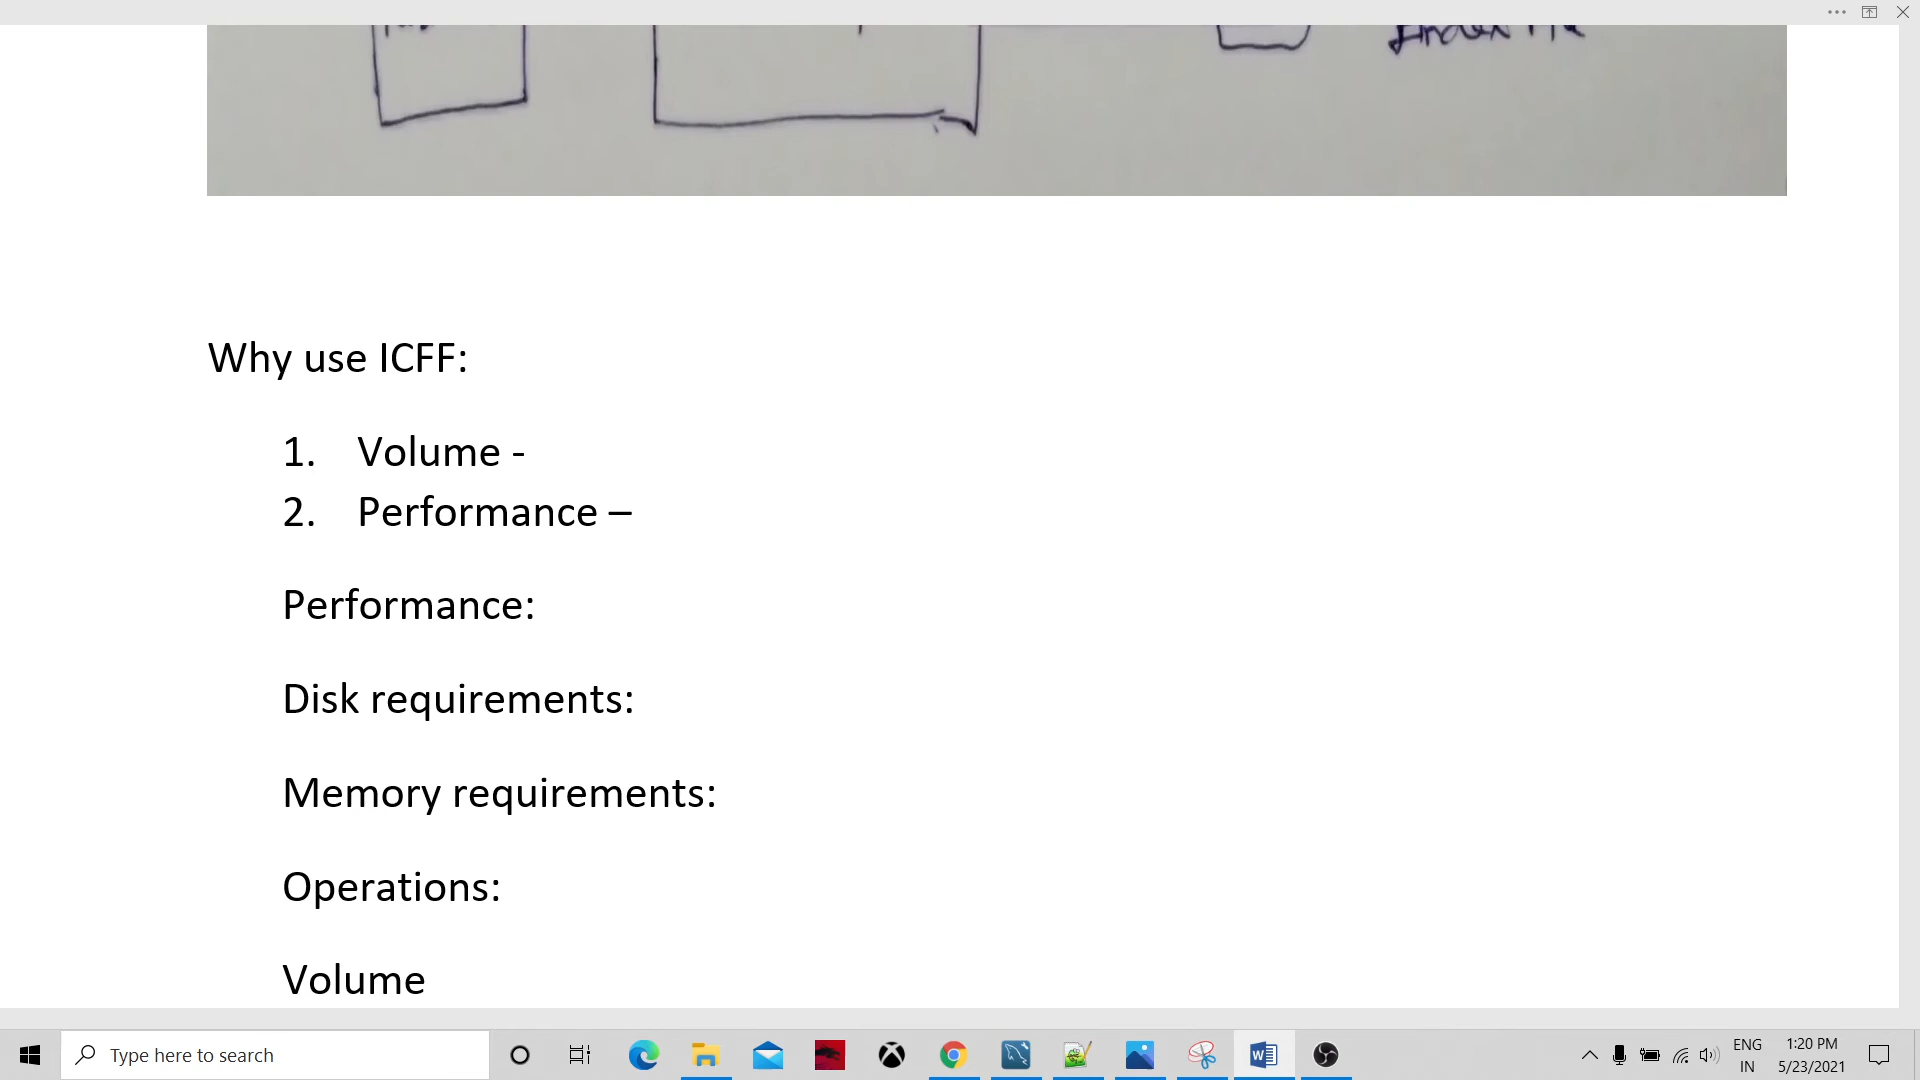 Why use ICFF:
1. Volume -
2. Performance –
Performance:
Disk requirements:
Memory requirements:
Operations:
Volume
Type here to search
ENG
IN
1:20 PM
5/23/2021